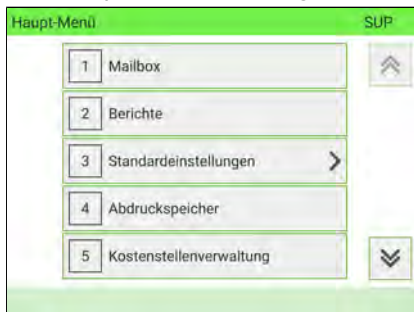 Haupt-Menü SUP
1 Mailbox
2 Berichte
3 Standardeinstellungen
4 Abdruckspeicher
5 Kostenstellenverwaltung